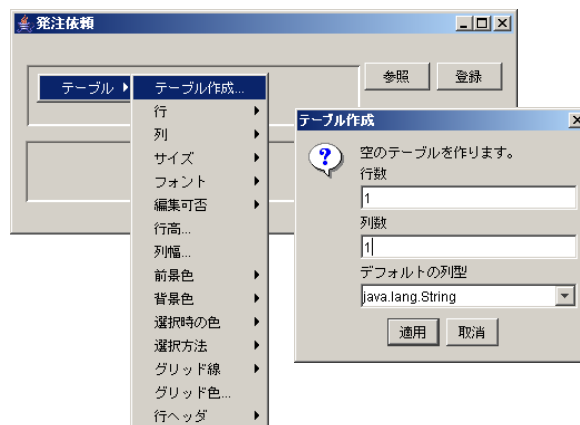 発注依頼
参照
登録
テーブル
テーブル作成...
行
列
サイズ
フォント
編集可否
行高...
列幅...
前景色
背景色
選択時の色
選択方法
グリッド線
グリッド色...
行ヘッダ
テーブル作成
空のテーブルを作ります。
行数
1
列数
1
デフォルトの列型
java.lang.String
適用
取消